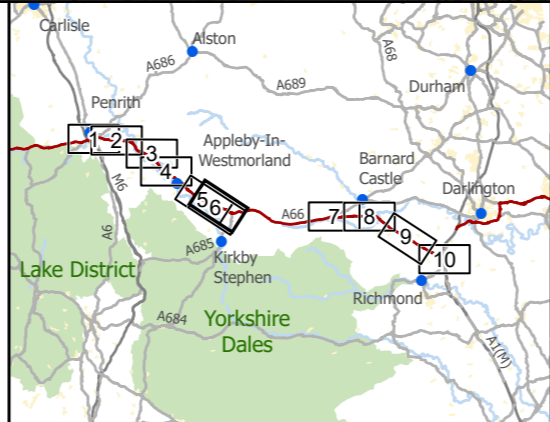 Carlisle
Alston
A68
A686
A689
Durham
Penrith
1
2
3
4
5
6
Appleby-In-
Westmorland
Barnard
Castle
Darlington
M6
A66
7
8
9
10
A6
A685
Kirkby
Stephen
Lake District
Richmond
A684
Yorkshire
Dales
A1(M)